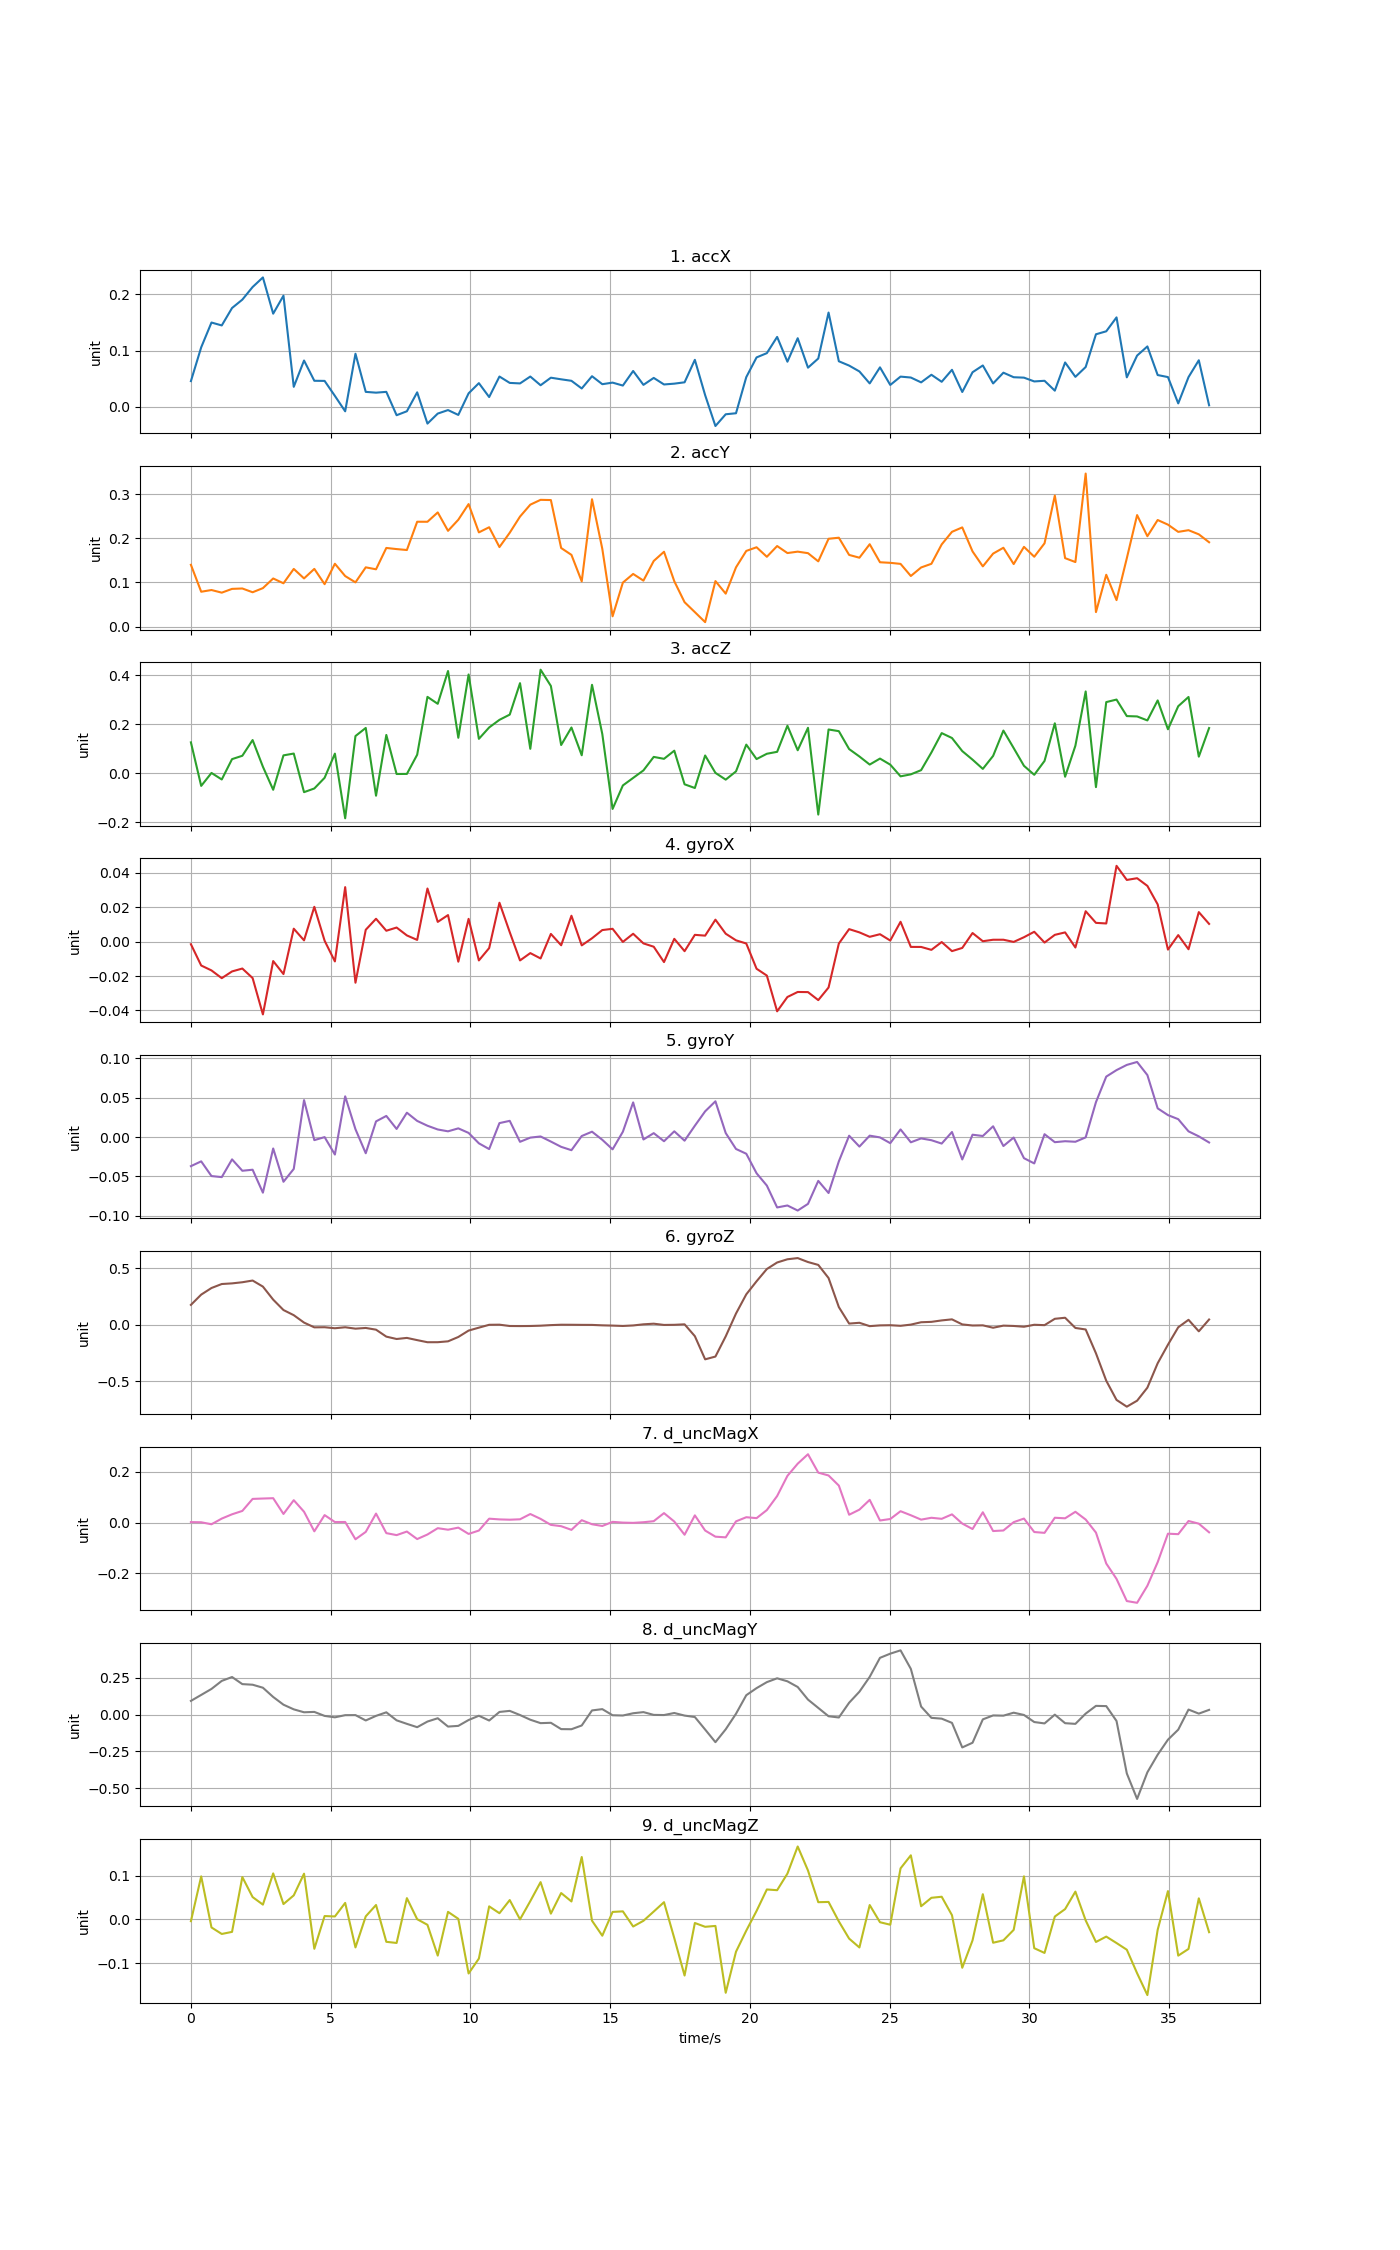 1. accX
0.2
0.1
0.0
unit
2. accY
0.3
0.2
0.1
0.0
unit
3. accZ
0.4
0.2
0.0
−0.2
unit
4. gyroX
0.04
0.02
0.00
−0.02
−0.04
unit
5. gyroY
0.10
0.05
0.00
−0.05
−0.10
unit
6. gyroZ
0.5
0.0
−0.5
unit
7. d_uncMagX
0.2
0.0
−0.2
unit
8. d_uncMagY
0.25
0.00
−0.25
−0.50
unit
9. d_uncMagZ
0.1
0.0
−0.1
unit
0 5 10 15 20 25 30 35
time/s